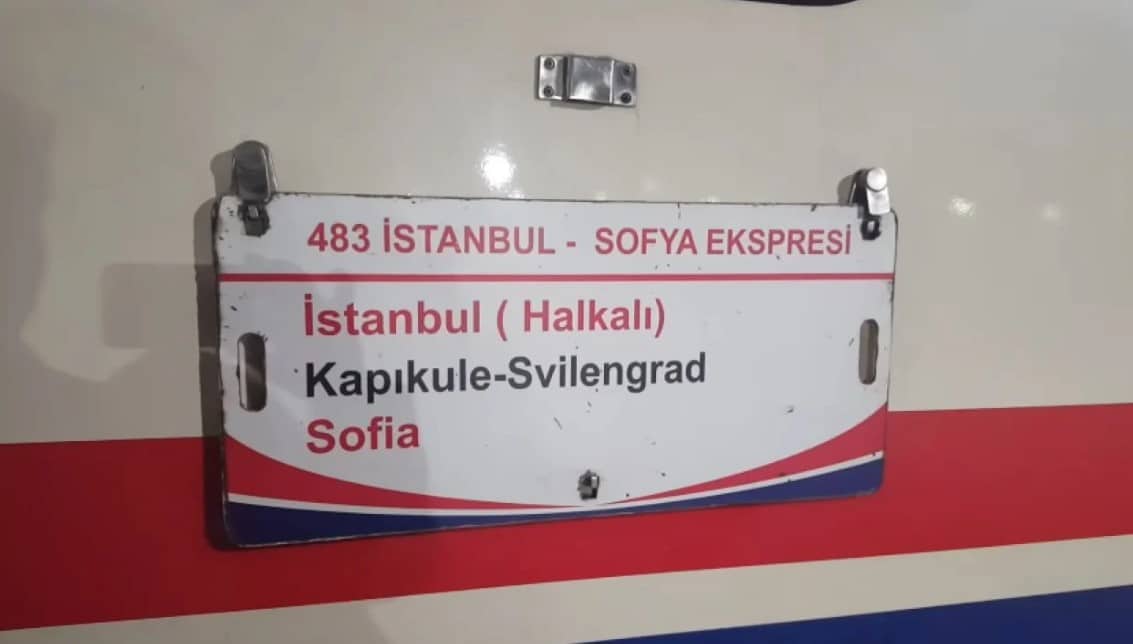 483 İSTANBUL - SOFYA EKSPRESİ
İstanbul ( Halkalı)
Kapıkule-Svilengrad
Sofia